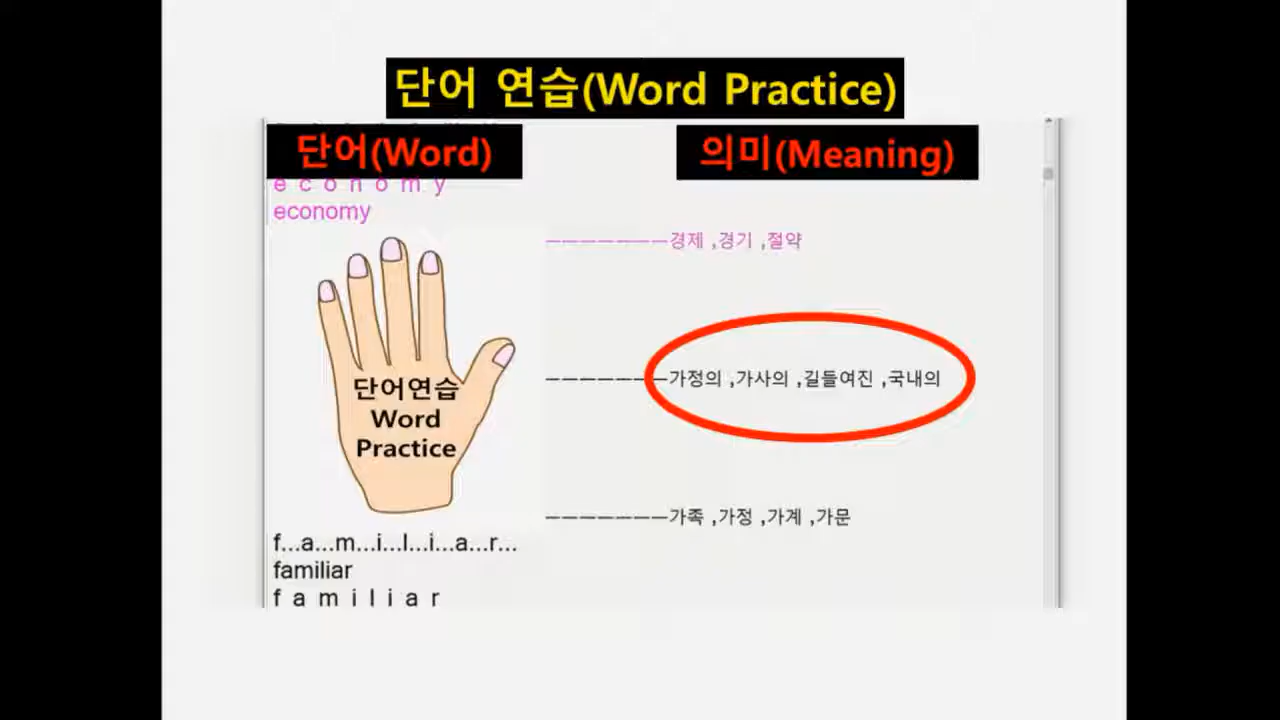 단어 연습(Word Practice)
단어(Word)
의미(Meaning)
e c o n o m y
economy
———————경제 ,경기 ,절약
단어연습
Word
Practice
———————가정의 ,가사의 ,길들여진 ,국내의
———————가족 ,가정 ,가계 ,가문
f...a...m...i...l...i...a...r...
familiar
f a m i l i a r